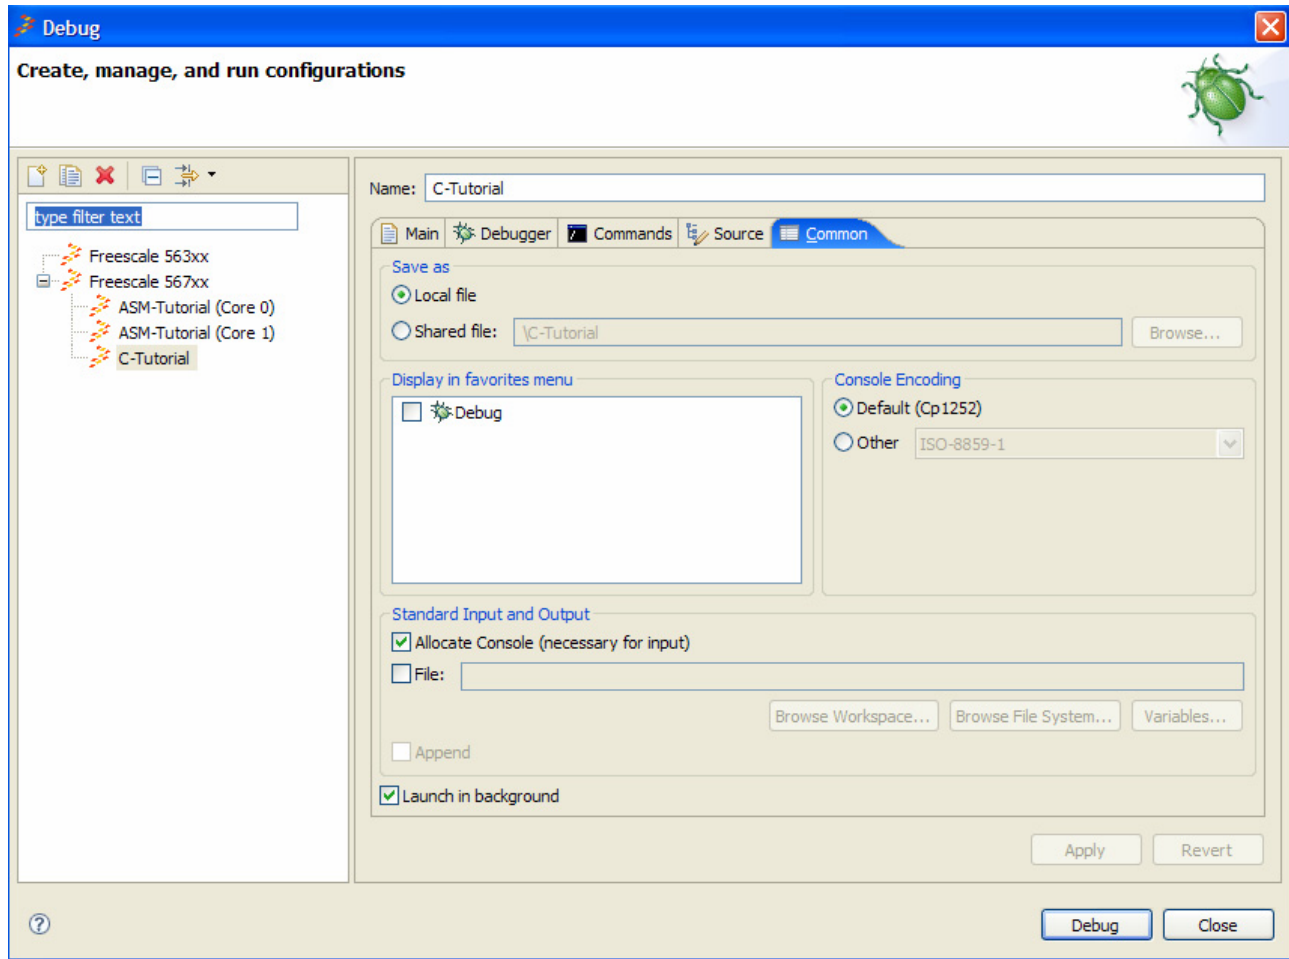 Debug
Create, manage, and run configurations
type filter text
Freescale 563xx
Freescale 567xx
ASM-Tutorial (Core 0)
ASM-Tutorial (Core 1)
C-Tutorial
Name: C-Tutorial
Main Debugger Commands Source Common
Save as
Local file
Shared file: \C-Tutorial Browse...
Display in favorites menu
Debug
Console Encoding
Default (Cp1252)
Other ISO-8859-1
Standard Input and Output
Allocate Console (necessary for input)
File:
Browse Workspace... Browse File System... Variables...
Append
Launch in background
Apply Revert
Debug Close